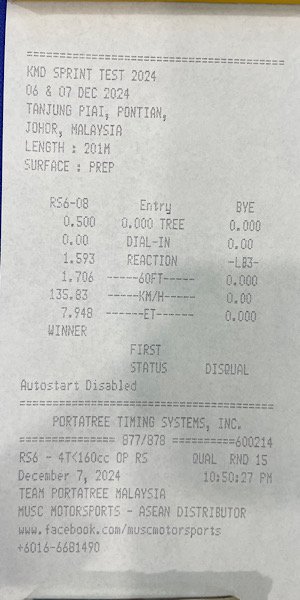 ==========================================
KMD SPRINT TEST 2024
06 & 07 DEC 2024
TANJUNG PIAI, PONTIAN,
JOHOR, MALAYSIA
LENGTH : 201M
SURFACE : PREP
RS6-08 Entry BYE
0.500 0.000 TREE 0.000
0.00 DIAL-IN 0.00
1.593 REACTION -LB3-
1.706 -----60FT----- 0.000
135.83 -----KM/H----- 0.00
7.948 ------ET------ 0.000
WINNER
FIRST
STATUS DISQUAL
Autostart Disabled
==========================================
PORTATREE TIMING SYSTEMS, INC.
=============== 877/878 ==========600214
RS6 - 4T<160cc OP RS QUAL RND 15
December 7, 2024 10:50:27 PM
TEAM PORTATREE MALAYSIA
MUSC MOTORSPORTS - ASEAN DISTRIBUTOR
www.facebook.com/muscmotorsports
+6016-6681490